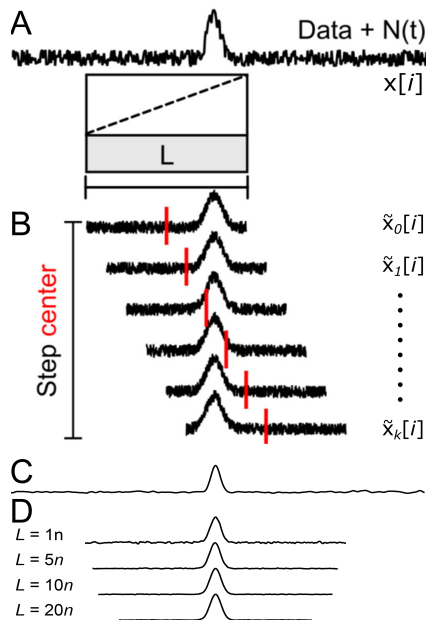 A
Data + N(t)
x[i]
L
B
x̃0[i]
x̃1[i]
Step center
x̃k[i]
C
D
L = 1n
L = 5n
L = 10n
L = 20n